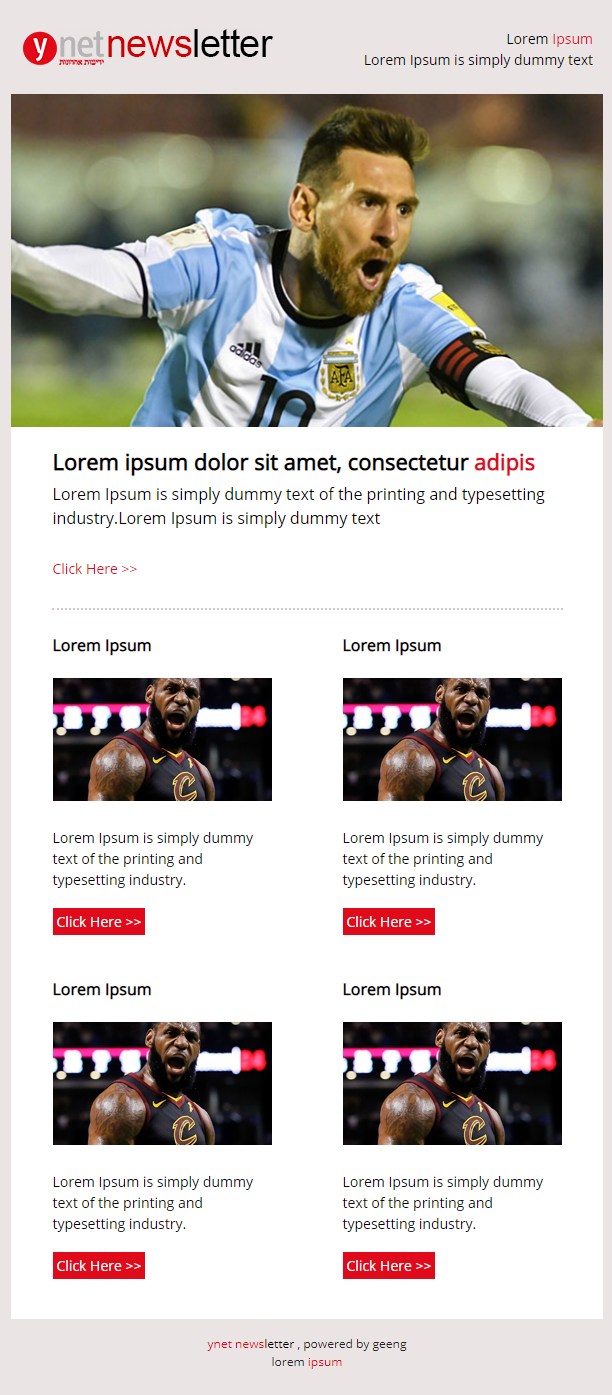 ynet newsletter
ידיעות אחרונות
Lorem Ipsum
Lorem Ipsum is simply dummy text
adidas
AFA
10
Lorem ipsum dolor sit amet, consectetur adipis
Lorem Ipsum is simply dummy text of the printing and typesetting
industry.Lorem Ipsum is simply dummy text
Click Here >>
Lorem Ipsum
C
Lorem Ipsum is simply dummy
text of the printing and
typesetting industry.
Click Here >>
Lorem Ipsum
C
Lorem Ipsum is simply dummy
text of the printing and
typesetting industry.
Click Here >>
Lorem Ipsum
C
Lorem Ipsum is simply dummy
text of the printing and
typesetting industry.
Click Here >>
Lorem Ipsum
C
Lorem Ipsum is simply dummy
text of the printing and
typesetting industry.
Click Here >>
ynet newsletter , powered by geeng
lorem ipsum